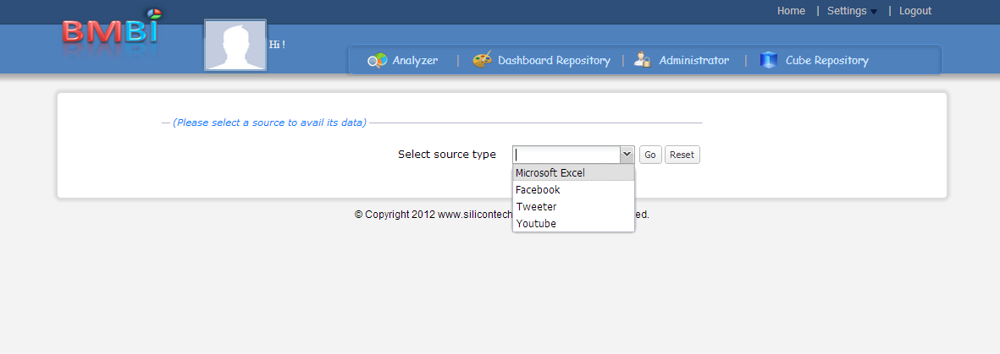 Home | Settings | Logout
BMBi
Hi !
Analyzer | Dashboard Repository | Administrator | Cube Repository
(Please select a source to avail its data)
Select source type Go Reset
Microsoft Excel
Facebook
Tweeter
Youtube
© Copyright 2012 www.silicontech ed.